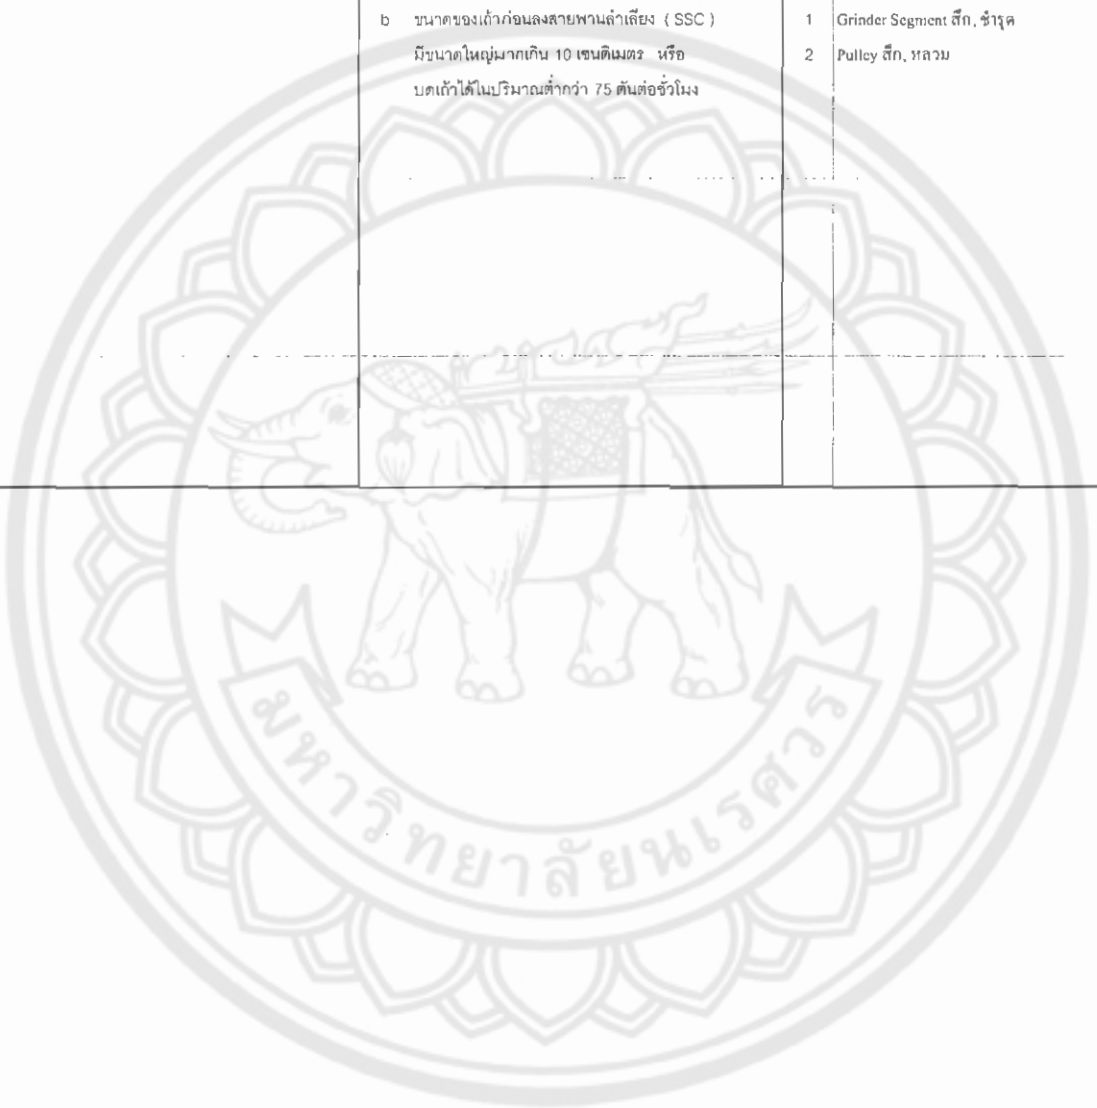 b ขนาดของเถ้าก่อนลงสายพานลำเลียง ( SSC ) 1 Grinder Segment สึก, ชำรุด
มีขนาดใหญ่มากเกิน 10 เซนติเมตร หรือ 2 Pulley สึก, หลวม
บดเถ้าได้ในปริมาณต่ำกว่า 75 ตันต่อชั่วโมง
มหาวิทยาลัยนเรศวร